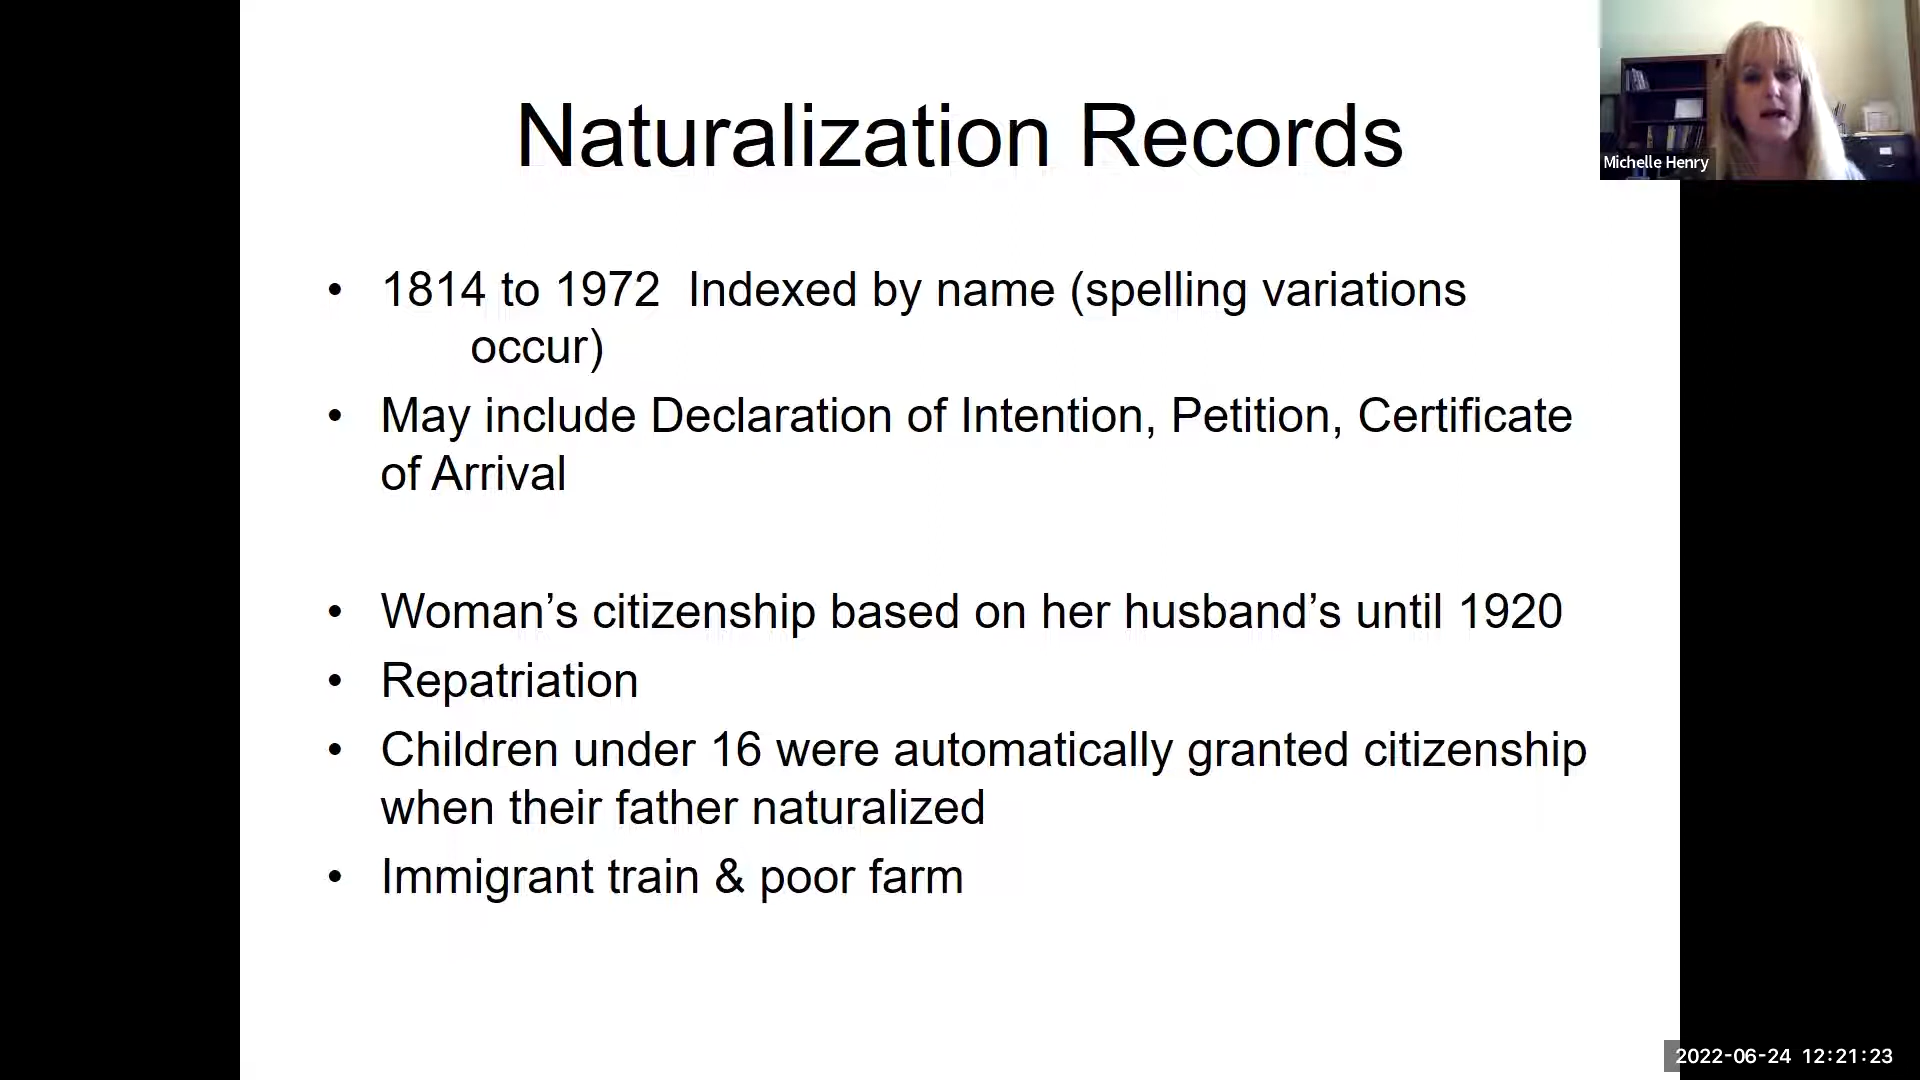 Naturalization Records
• 1814 to 1972  Indexed by name (spelling variations
occur)
• May include Declaration of Intention, Petition, Certificate
of Arrival
• Woman’s citizenship based on her husband’s until 1920
• Repatriation
• Children under 16 were automatically granted citizenship
when their father naturalized
• Immigrant train & poor farm
Michelle Henry
2022-06-24 12:21:23